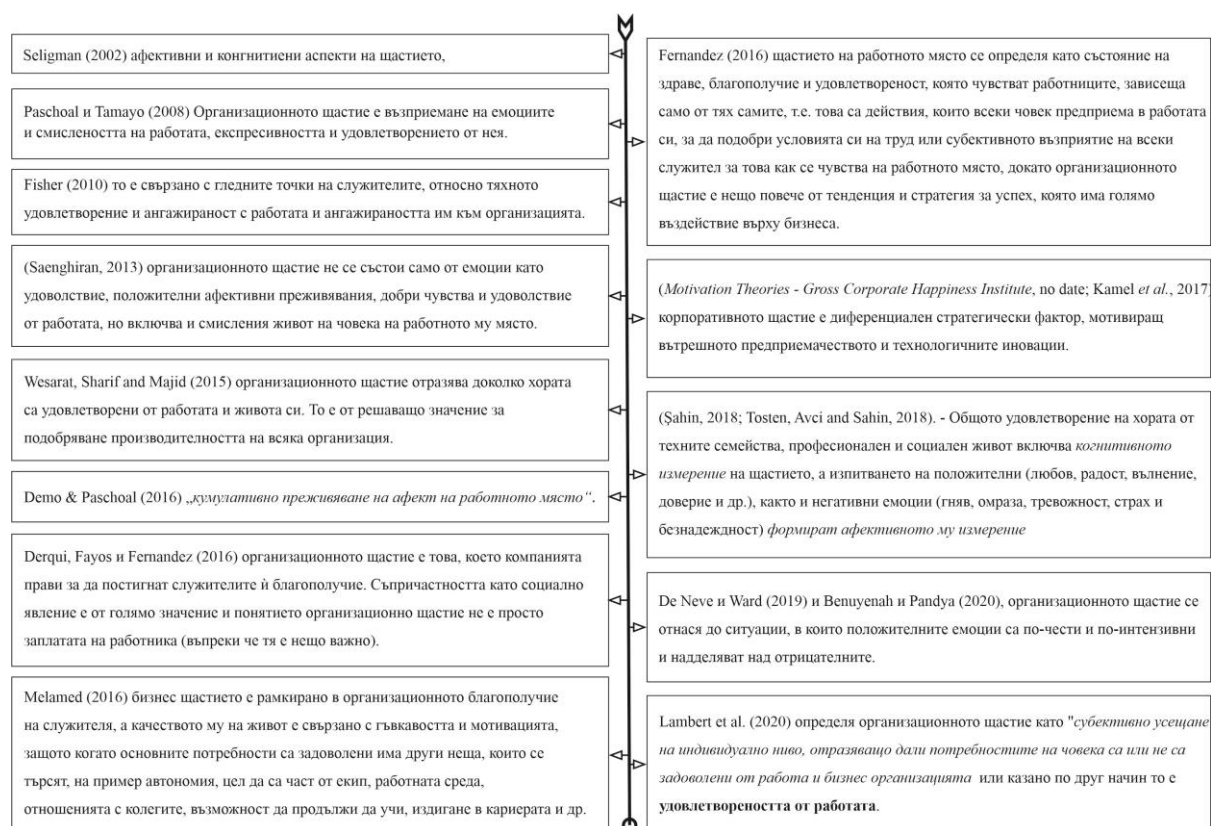 Seligman (2002) афективни и конгнитиени аспекти на щастието,
Paschoal и Tamayo (2008) Организационното щастие е възприемане на емоциите
и смислеността на работата, експресивността и удовлетворението от нея.
Fisher (2010) то е свързано с гледните точки на служителите, относно тяхното
удовлетворение и ангажираност с работата и ангажираността им към организацията.
(Saenghiran, 2013) организационното щастие не се състои само от емоции като
удоволствие, положителни афективни преживявания, добри чувства и удоволствие
от работата, но включва и смисления живот на човека на работното му място.
Wesarat, Sharif and Majid (2015) организационното щастие отразява доколко хората
са удовлетворени от работата и живота си. То е от решаващо значение за
подобряване производителността на всяка организация.
Demo & Paschoal (2016) „кумулативно преживяване на афект на работното място“.
Derqui, Fayos и Fernandez (2016) организационното щастие е това, което компанията
прави за да постигнат служителите ѝ благополучие. Съпричастността като социално
явление е от голямо значение и понятието организационно щастие не е просто
заплатата на работника (въпреки че тя е нещо важно).
Melamed (2016) бизнес щастието е рамкирано в организационното благополучие
на служителя, а качеството му на живот е свързано с гъвкавостта и мотивацията,
защото когато основните потребности са задоволени има други неща, които се
търсят, на пример автономия, цел да са част от екип, работната среда,
отношенията с колегите, възможност да продължи да учи, издигане в кариерата и др.
Fernandez (2016) щастието на работното място се определя като състояние на
здраве, благополучие и удовлетвореност, която чувстват работниците, зависеща
само от тях самите, т.е. това са действия, които всеки човек предприема в работата
си, за да подобри условията си на труд или субективното възприятие на всеки
служител за това как се чувства на работното място, докато организационното
щастие е нещо повече от тенденция и стратегия за успех, която има голямо
въздействие върху бизнеса.
(Motivation Theories - Gross Corporate Happiness Institute, no date; Kamel et al., 2017)
корпоративното щастие е диференциален стратегически фактор, мотивиращ
вътрешното предприемачеството и технологичните иновации.
(Şahin, 2018; Tosten, Avci and Sahin, 2018). - Общото удовлетворение на хората от
техните семейства, професионален и социален живот включва когнитивното
измерение на щастието, а изпитването на положителни (любов, радост, вълнение,
доверие и др.), както и негативни емоции (гняв, омраза, тревожност, страх и
безнадеждност) формират афективното му измерение
De Neve и Ward (2019) и Benuyenah и Pandya (2020), организационното щастие се
отнася до ситуации, в които положителните емоции са по-чести и по-интензивни
и надделяват над отрицателните.
Lambert et al. (2020) определя организационното щастие като "субективно усещане
на индивидуално ниво, отразяващо дали потребностите на човека са или не са
задоволени от работа и бизнес организацията или казано по друг начин то е
удовлетвореността от работата.